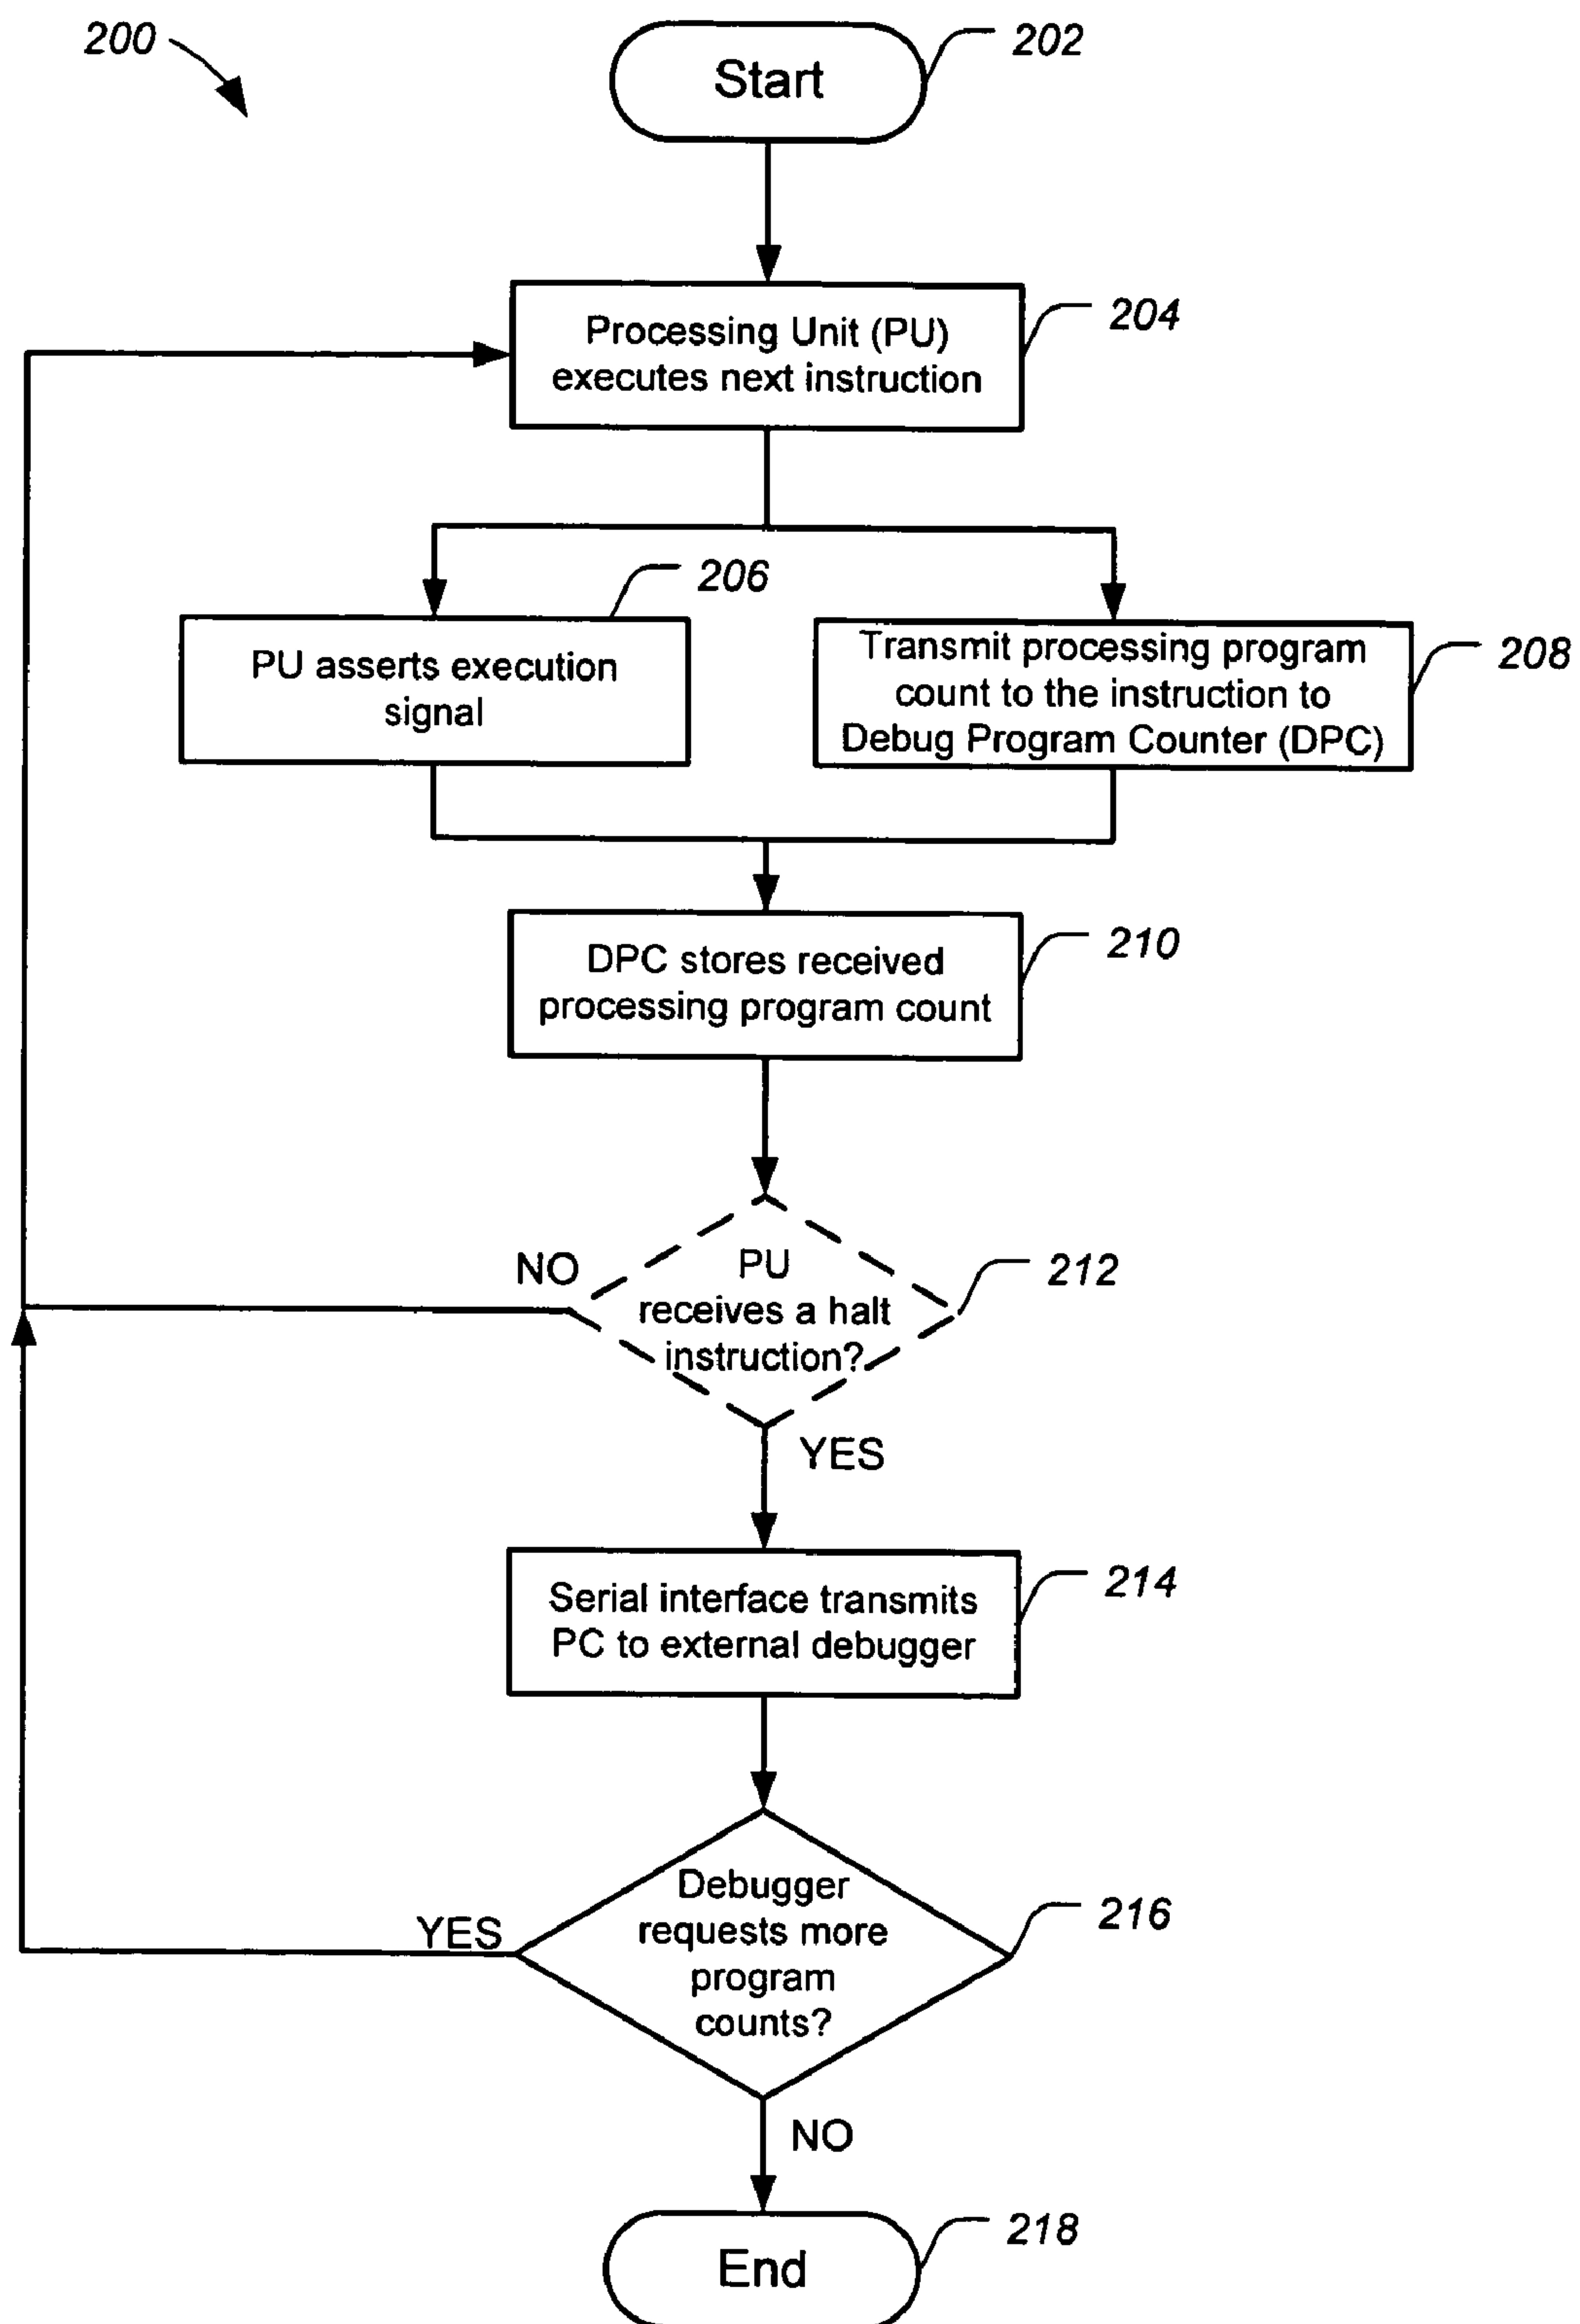 200
Start
202
Processing Unit (PU)
executes next instruction
204
PU asserts execution
signal
206
Transmit processing program
count to the instruction to
Debug Program Counter (DPC)
208
DPC stores received
processing program count
210
PU
receives a halt
instruction?
212
NO
YES
Serial interface transmits
PC to external debugger
214
Debugger
requests more
program
counts?
216
YES
NO
End
218